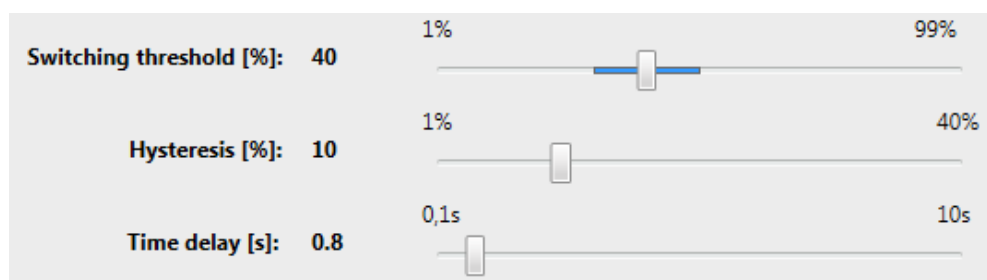 1% 99%
Switching threshold [%]: 40
1% 40%
Hysteresis [%]: 10
0,1s 10s
Time delay [s]: 0.8